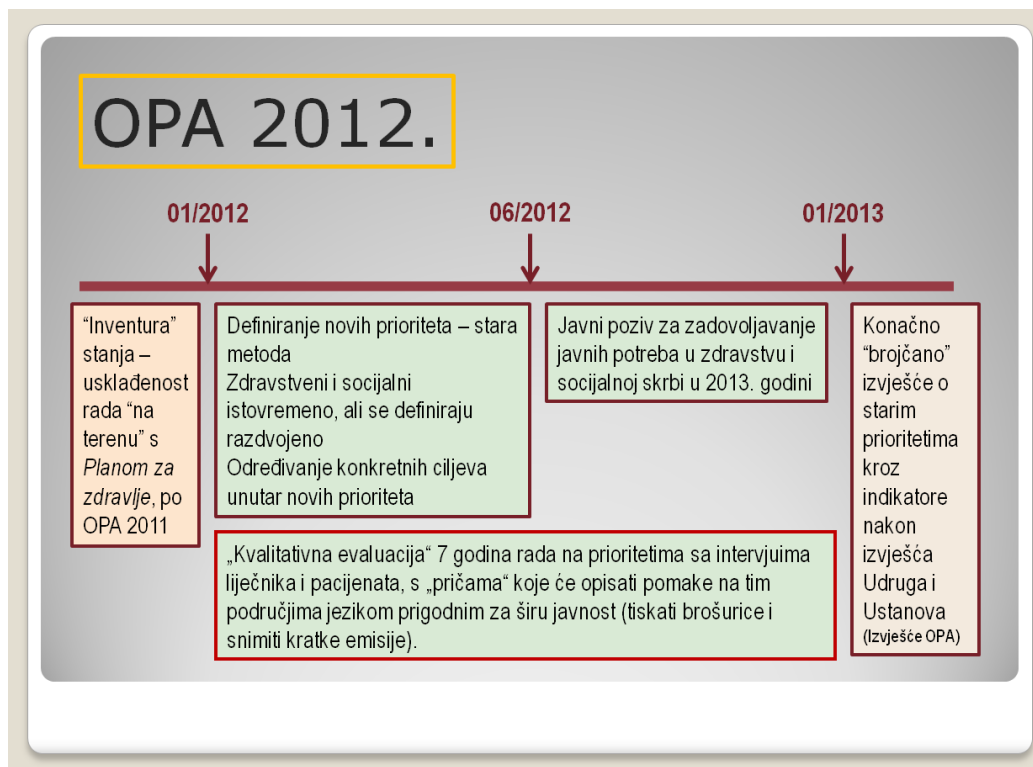 OPA 2012.
01/2012
06/2012
01/2013
“Inventura”
stanja –
usklađenost
rada “na
terenu” s
Planom za
zdravlje, po
OPA 2011
Definiranje novih prioriteta – stara
metoda
Zdravstveni i socijalni
istovremeno, ali se definiraju
razdvojeno
Određivanje konkretnih ciljeva
unutar novih prioriteta
Javni poziv za zadovoljavanje
javnih potreba u zdravstvu i
socijalnoj skrbi u 2013. godini
Konačno
“brojčano”
izvješće o
starim
prioritetima
kroz
indikatore
nakon
izvješća
Udruga i
Ustanova
(Izvješće OPA)
„Kvalitativna evaluacija“ 7 godina rada na prioritetima sa intervjuima
liječnika i pacijenata, s „pričama“ koje će opisati pomake na tim
područjima jezikom prigodnim za širu javnost (tiskati brošurice i
snimiti kratke emisije).